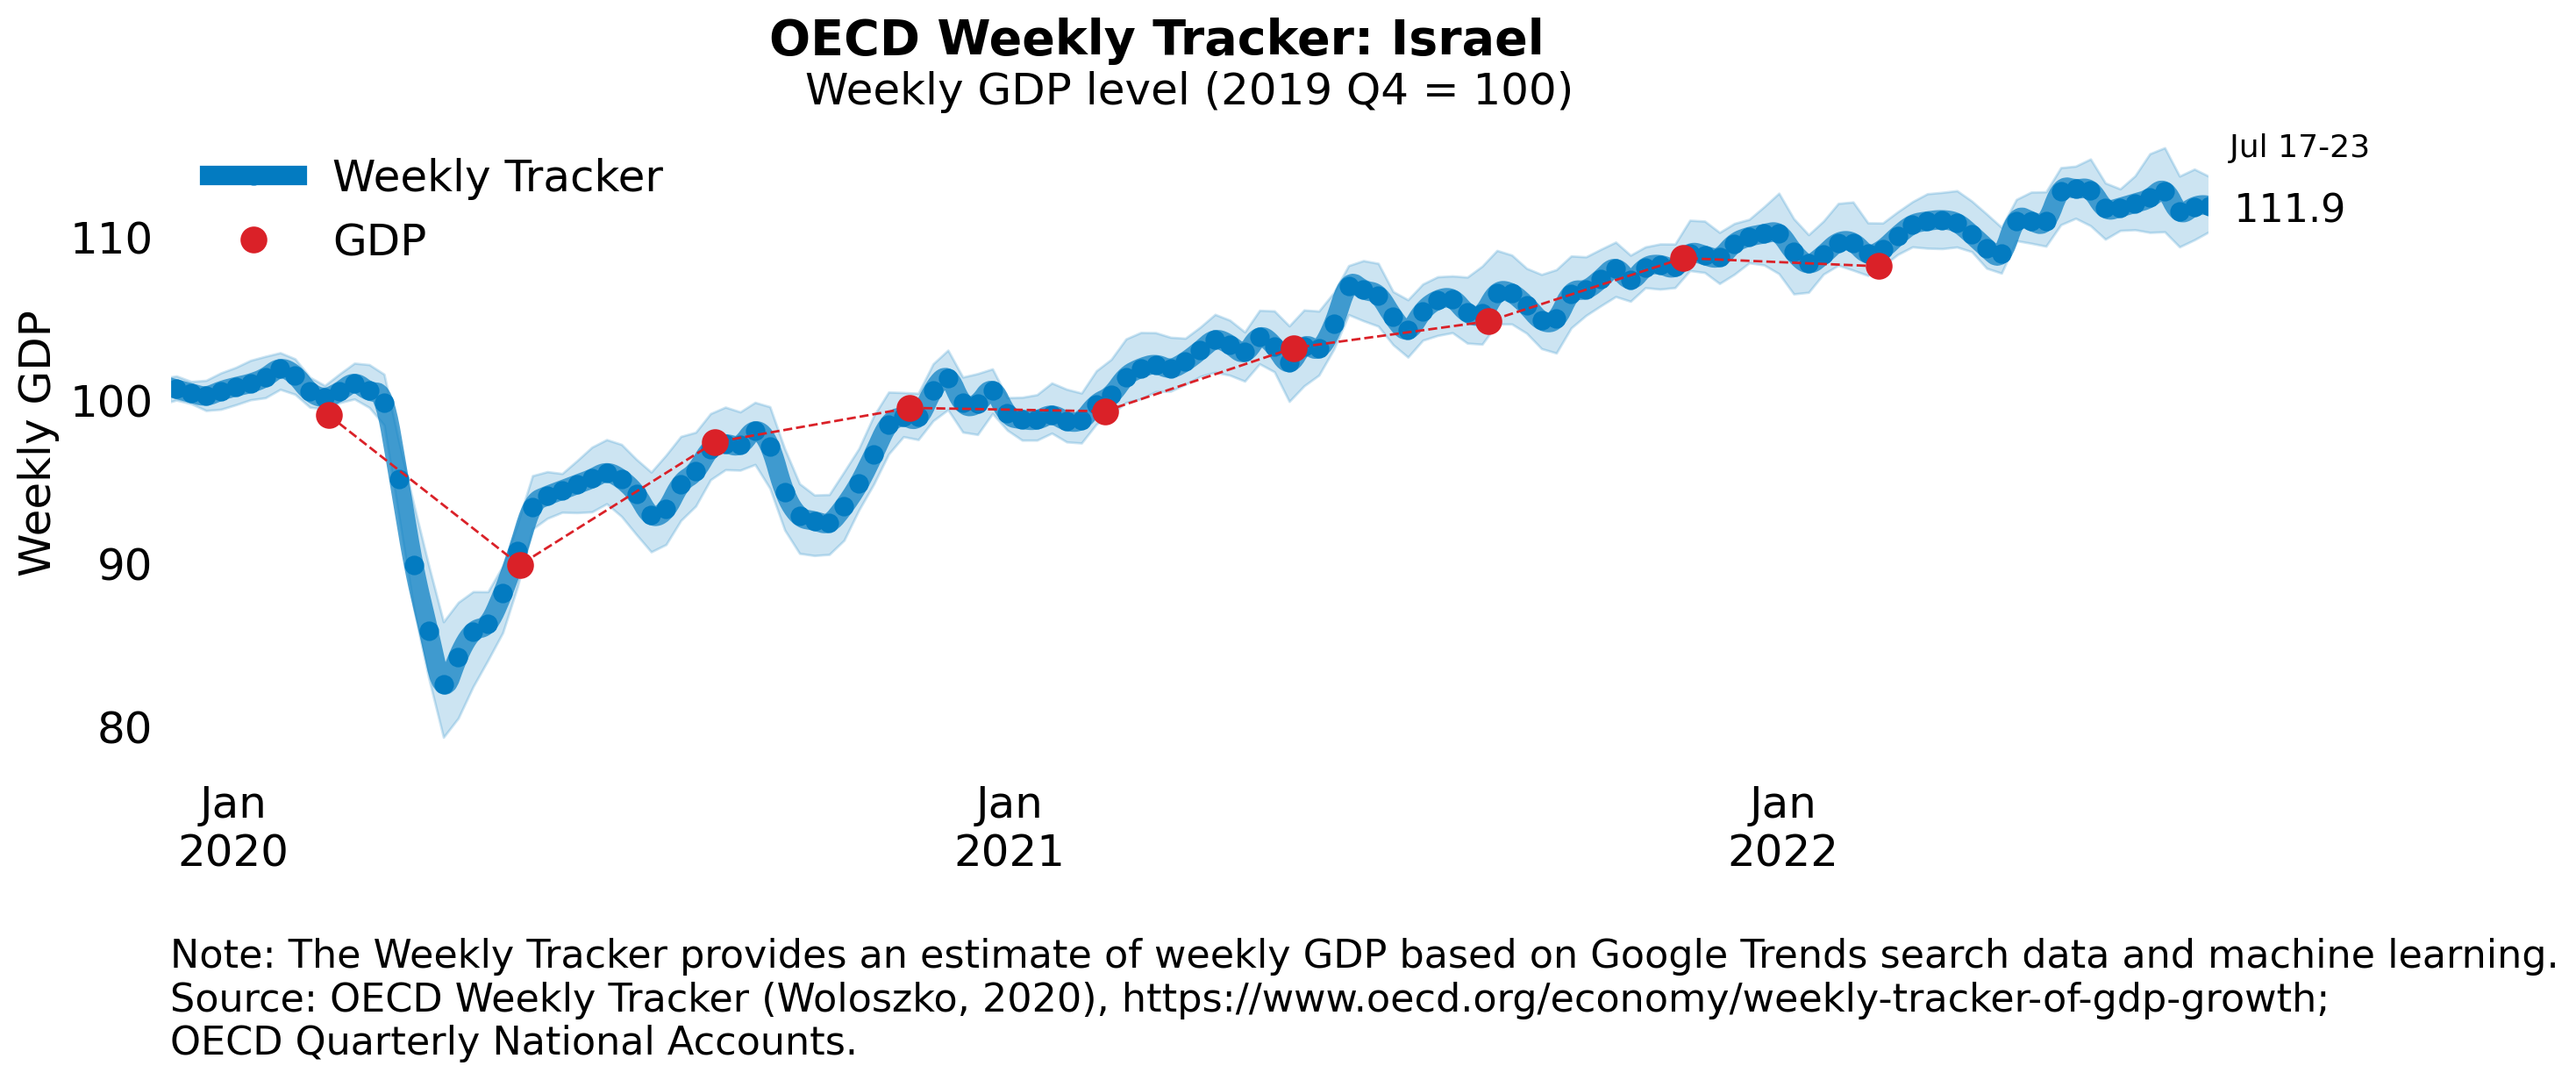 OECD Weekly Tracker: Israel
Weekly GDP level (2019 Q4 = 100)
Jul 17-23
Weekly Tracker
111.9
GDP
Weekly GDP
110
100
90
80
Jan
2020
Jan
2021
Jan
2022
Note: The Weekly Tracker provides an estimate of weekly GDP based on Google Trends search data and machine learning.
Source: OECD Weekly Tracker (Woloszko, 2020), https://www.oecd.org/economy/weekly-tracker-of-gdp-growth;
OECD Quarterly National Accounts.